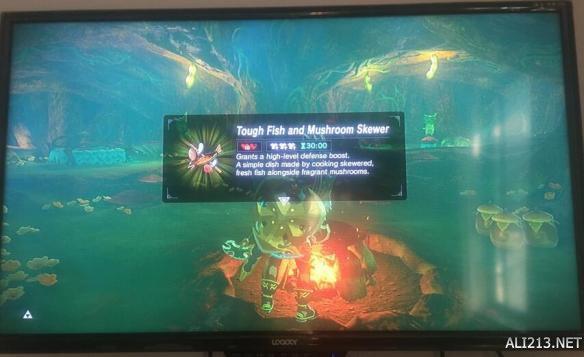 Tough Fish and Mushroom Skewer
30:00
Grants a high-level defense boost.
A simple dish made by cooking skewered,
fresh fish alongside fragrant mushrooms.
ALI213.NET